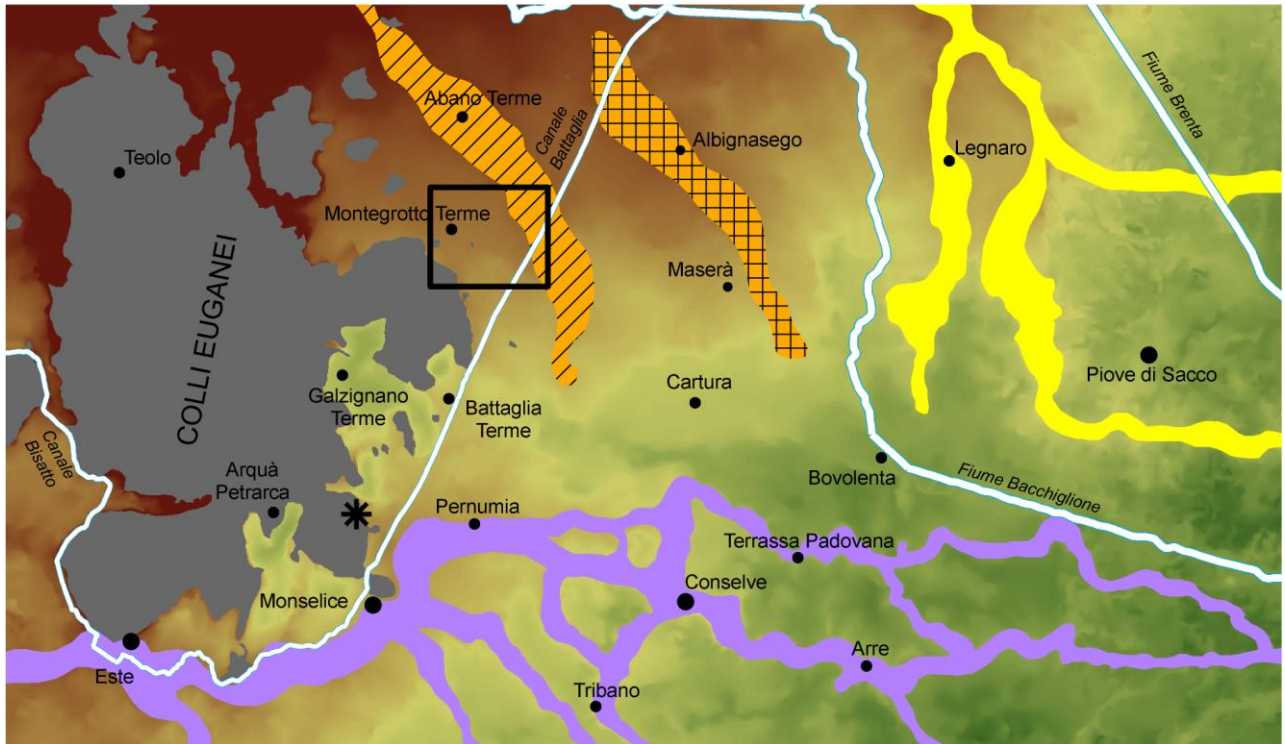 Fiume Brenta
Abano Terme
Canale
Battaglia
Albignasego
Legnaro
Teolo
Montegrotto Terme
Maserà
COLLI EUGANEI
Piove di Sacco
Galzignano
Terme
Cartura
Battaglia
Terme
Canale
Bisatto
Arquà
Petrarca
Bovolenta
Fiume Bacchiglione
Pernumia
Terrassa Padovana
Monselice
Conselve
Este
Arre
Tribano